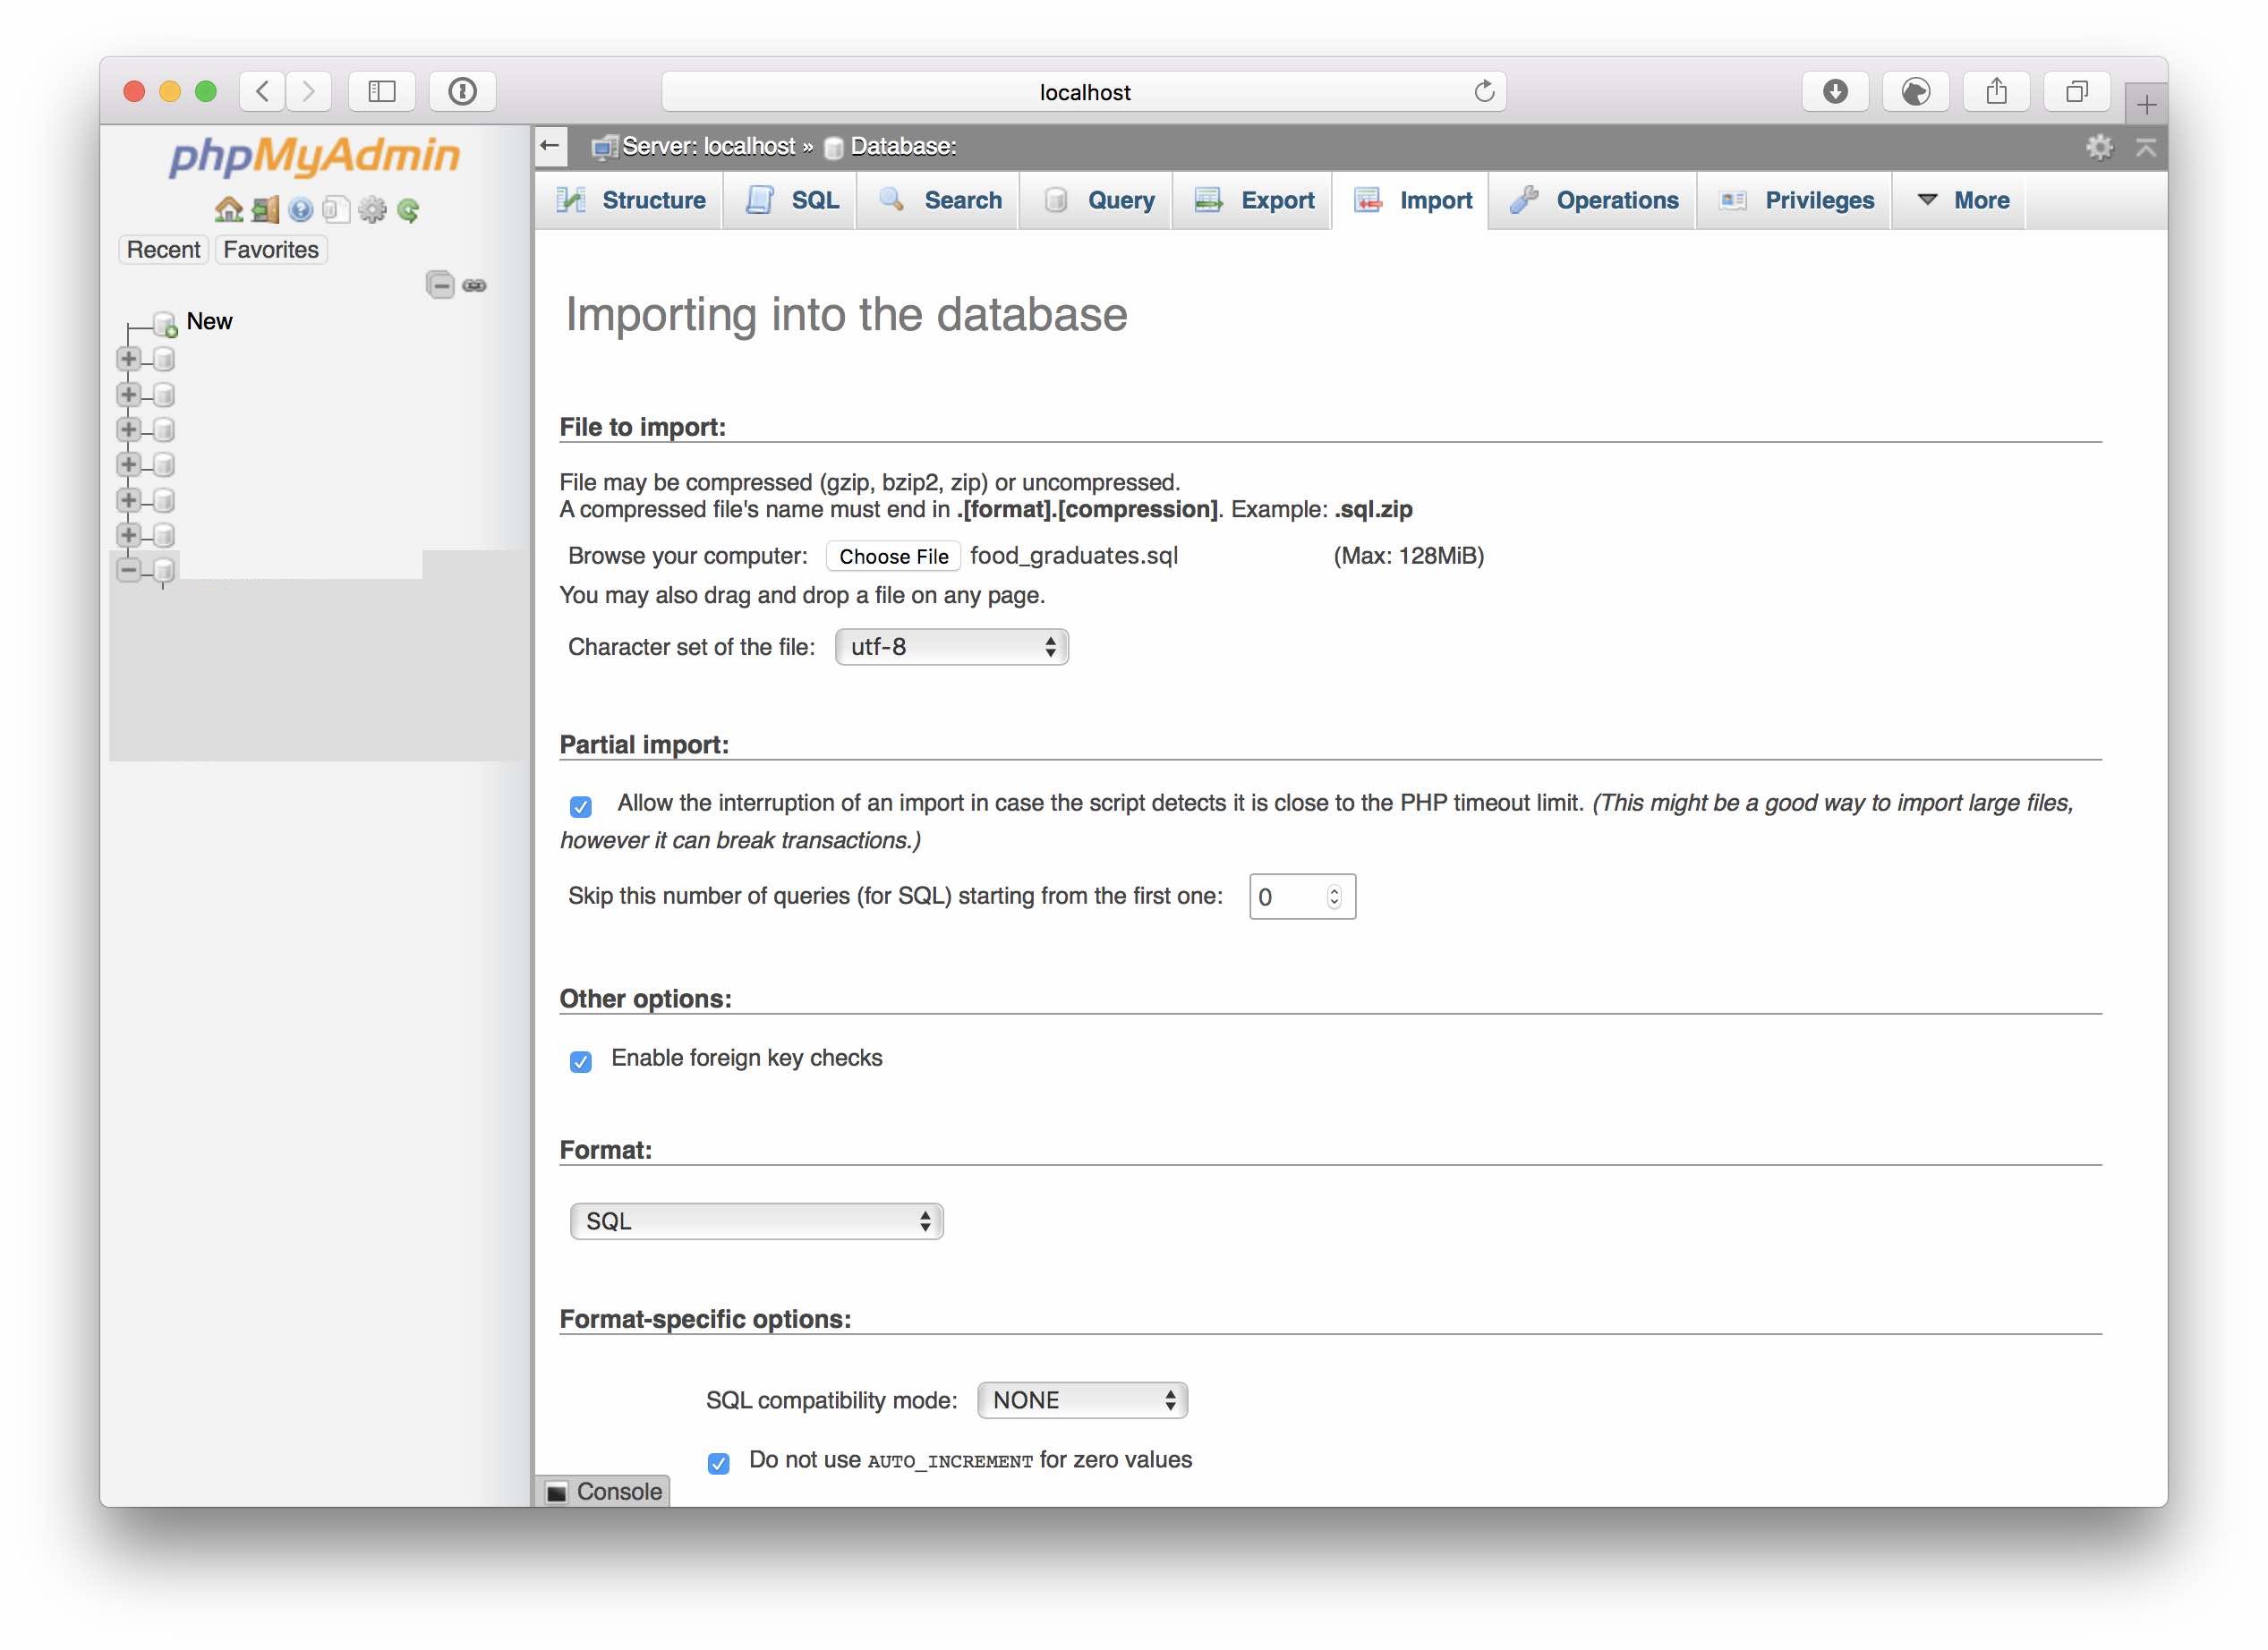 localhost
phpMyAdmin
Recent Favorites
New
Server: localhost » Database:
Structure SQL Search Query Export Import Operations Privileges More
Importing into the database
File to import:
File may be compressed (gzip, bzip2, zip) or uncompressed.
A compressed file's name must end in .[format].[compression]. Example: .sql.zip
Browse your computer: Choose File food_graduates.sql (Max: 128MiB)
You may also drag and drop a file on any page.
Character set of the file: utf-8
Partial import:
Allow the interruption of an import in case the script detects it is close to the PHP timeout limit. (This might be a good way to import large files,
however it can break transactions.)
Skip this number of queries (for SQL) starting from the first one: 0
Other options:
Enable foreign key checks
Format:
SQL
Format-specific options:
SQL compatibility mode: NONE
Do not use AUTO_INCREMENT for zero values
Console